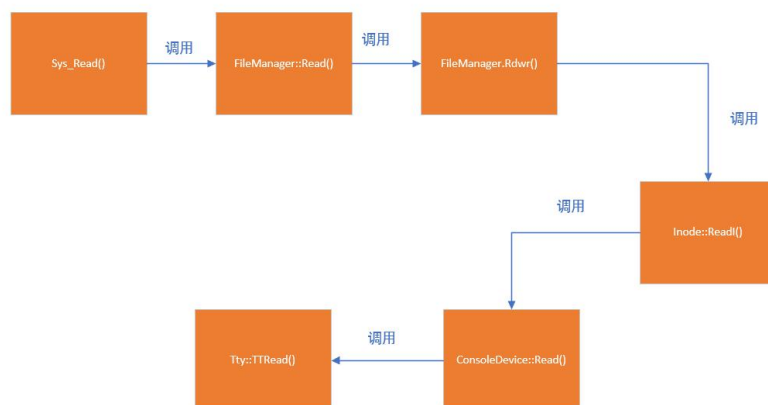 Sys_Read()
调用
FileManager::Read()
调用
FileManager.Rdwr()
调用
Inode::ReadI()
调用
ConsoleDevice::Read()
调用
Tty::TTRead()